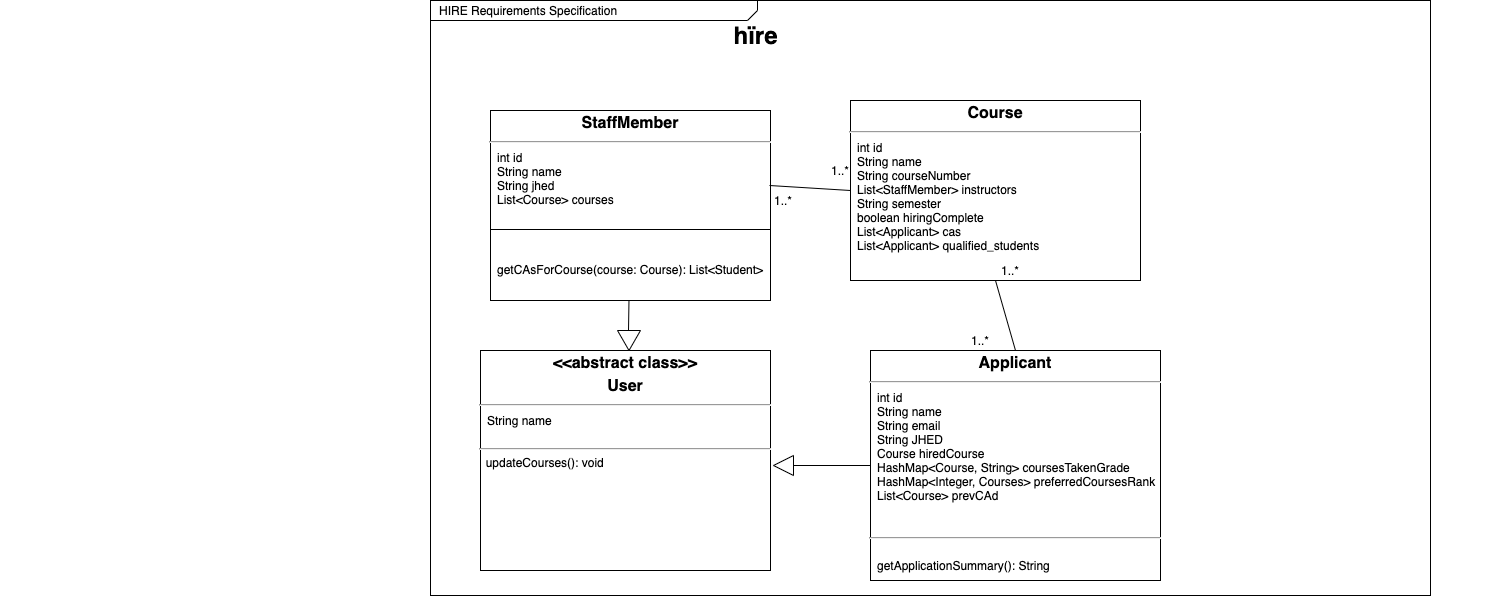 HIRE Requirements Specification
hïre
StaffMember
int id
String name
String jhed
List<Course> courses
getCAsForCourse(course: Course): List<Student>
1..*
1..*
Course
int id
String name
String courseNumber
List<StaffMember> instructors
String semester
boolean hiringComplete
List<Applicant> cas
List<Applicant> qualified_students
1..*
1..*
<<abstract class>>
User
String name
updateCourses(): void
Applicant
int id
String name
String email
String JHED
Course hiredCourse
HashMap<Course, String> coursesTakenGrade
HashMap<Integer, Courses> preferredCoursesRank
List<Course> prevCAd
getApplicationSummary(): String